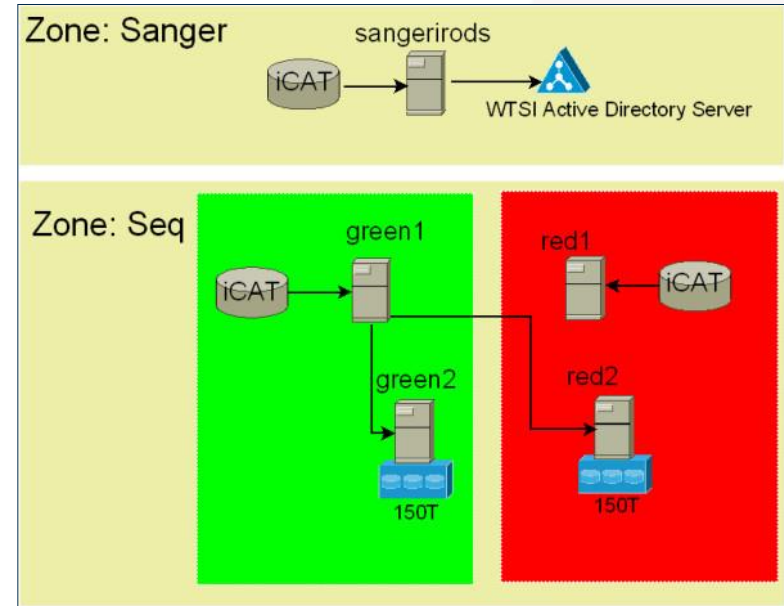 Zone: Sanger
sangerirods
iCAT
WTSI Active Directory Server
Zone: Seq
green1
iCAT
green2
150T
red1
iCAT
red2
150T